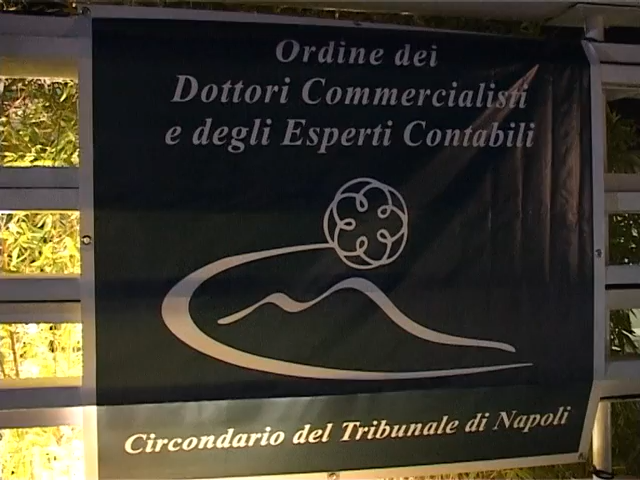 Ordine dei
Dottori Commercialisti
e degli Esperti Contabili
Circondario del Tribunale di Napoli